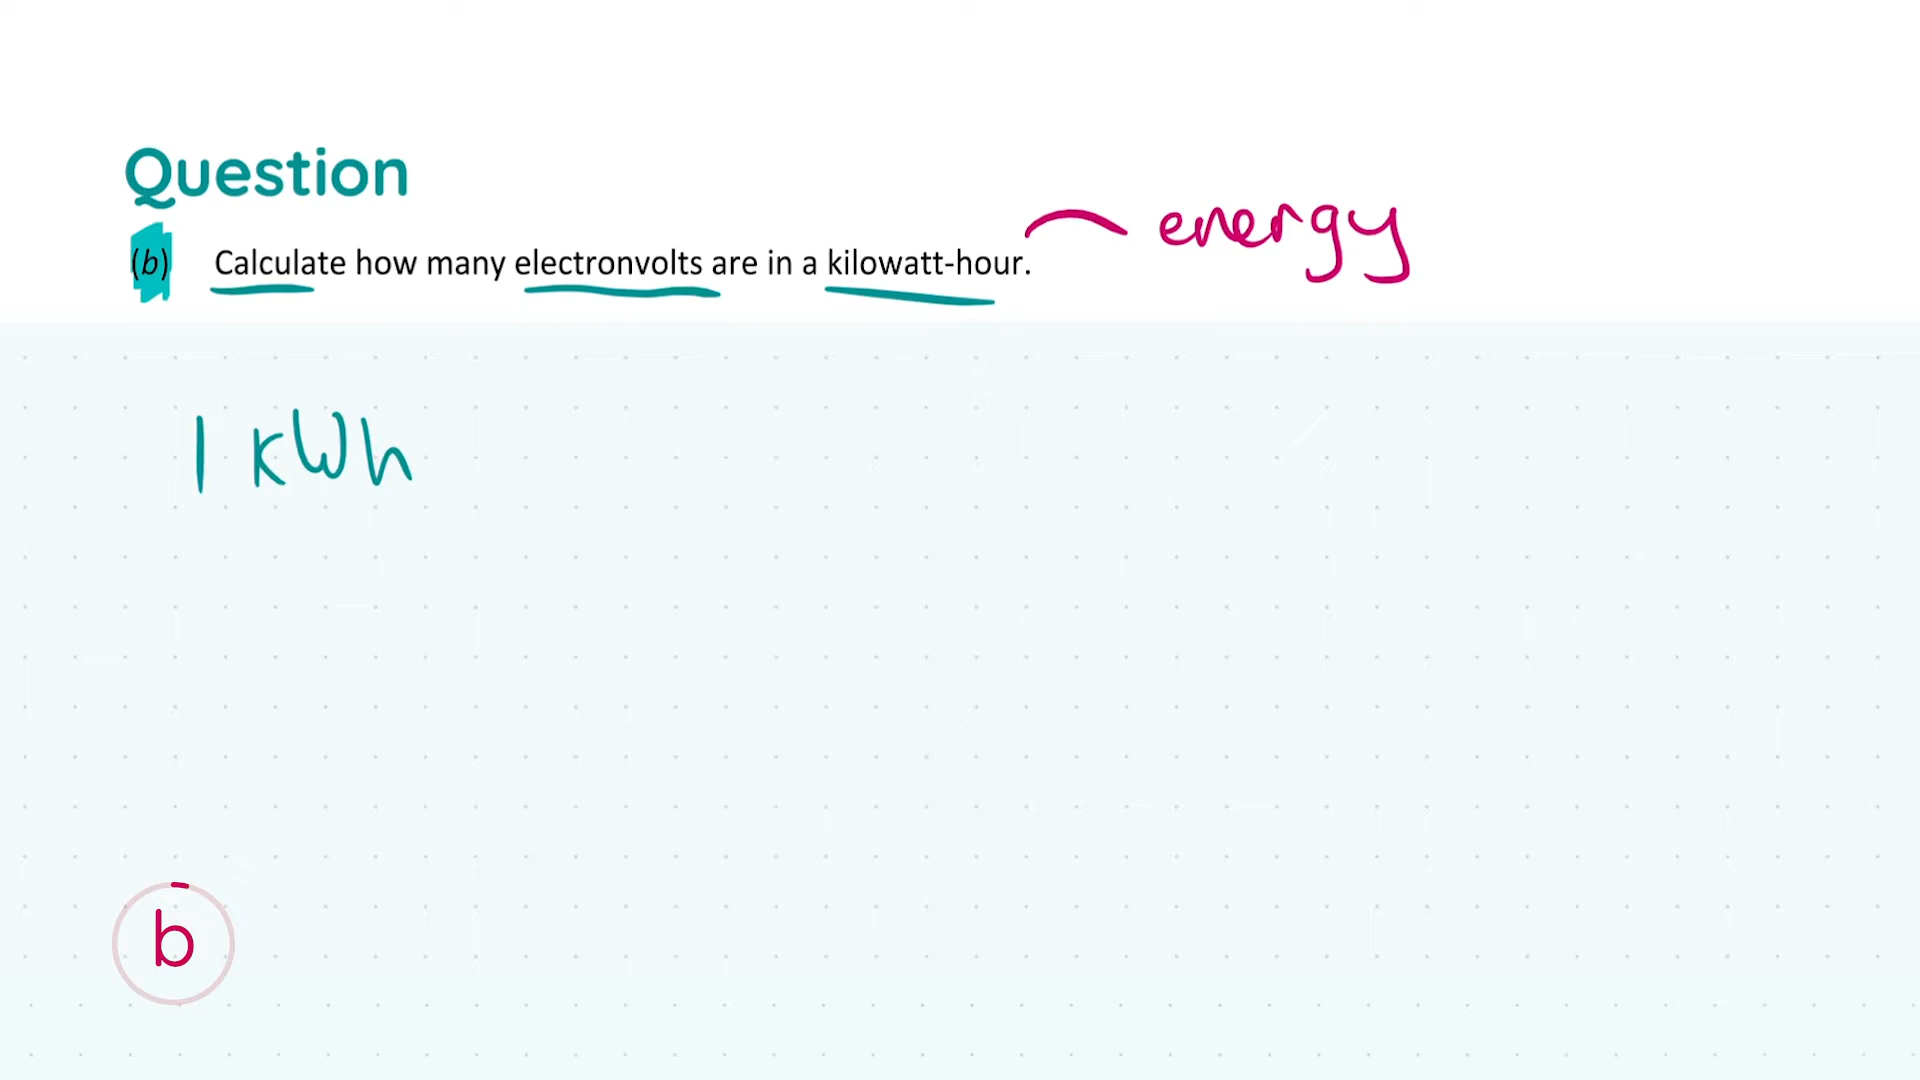 Question
energy
(b) Calculate how many electronvolts are in a kilowatt-hour.
1 kWh
b